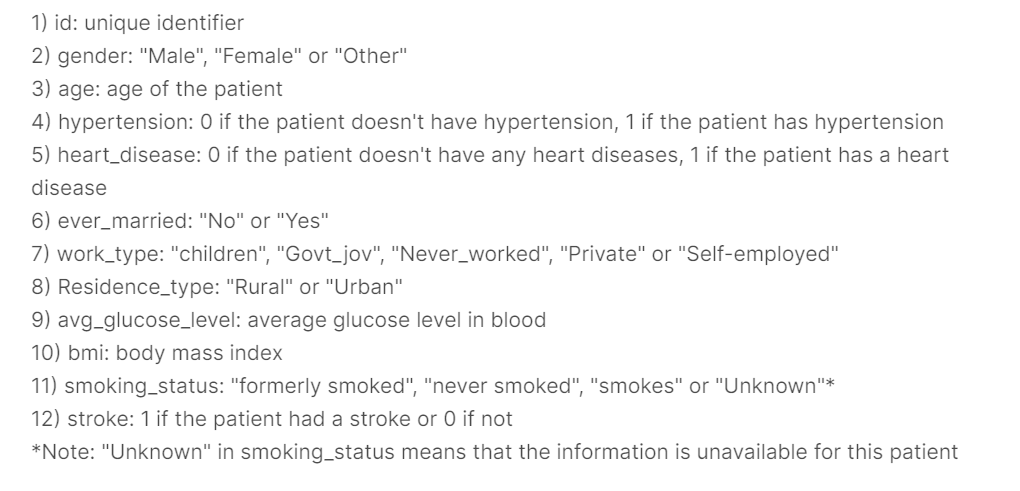 1) id: unique identifier
2) gender: "Male", "Female" or "Other"
3) age: age of the patient
4) hypertension: 0 if the patient doesn't have hypertension, 1 if the patient has hypertension
5) heart_disease: 0 if the patient doesn't have any heart diseases, 1 if the patient has a heart
disease
6) ever_married: "No" or "Yes"
7) work_type: "children", "Govt_jov", "Never_worked", "Private" or "Self-employed"
8) Residence_type: "Rural" or "Urban"
9) avg_glucose_level: average glucose level in blood
10) bmi: body mass index
11) smoking_status: "formerly smoked", "never smoked", "smokes" or "Unknown"*
12) stroke: 1 if the patient had a stroke or 0 if not
*Note: "Unknown" in smoking_status means that the information is unavailable for this patient